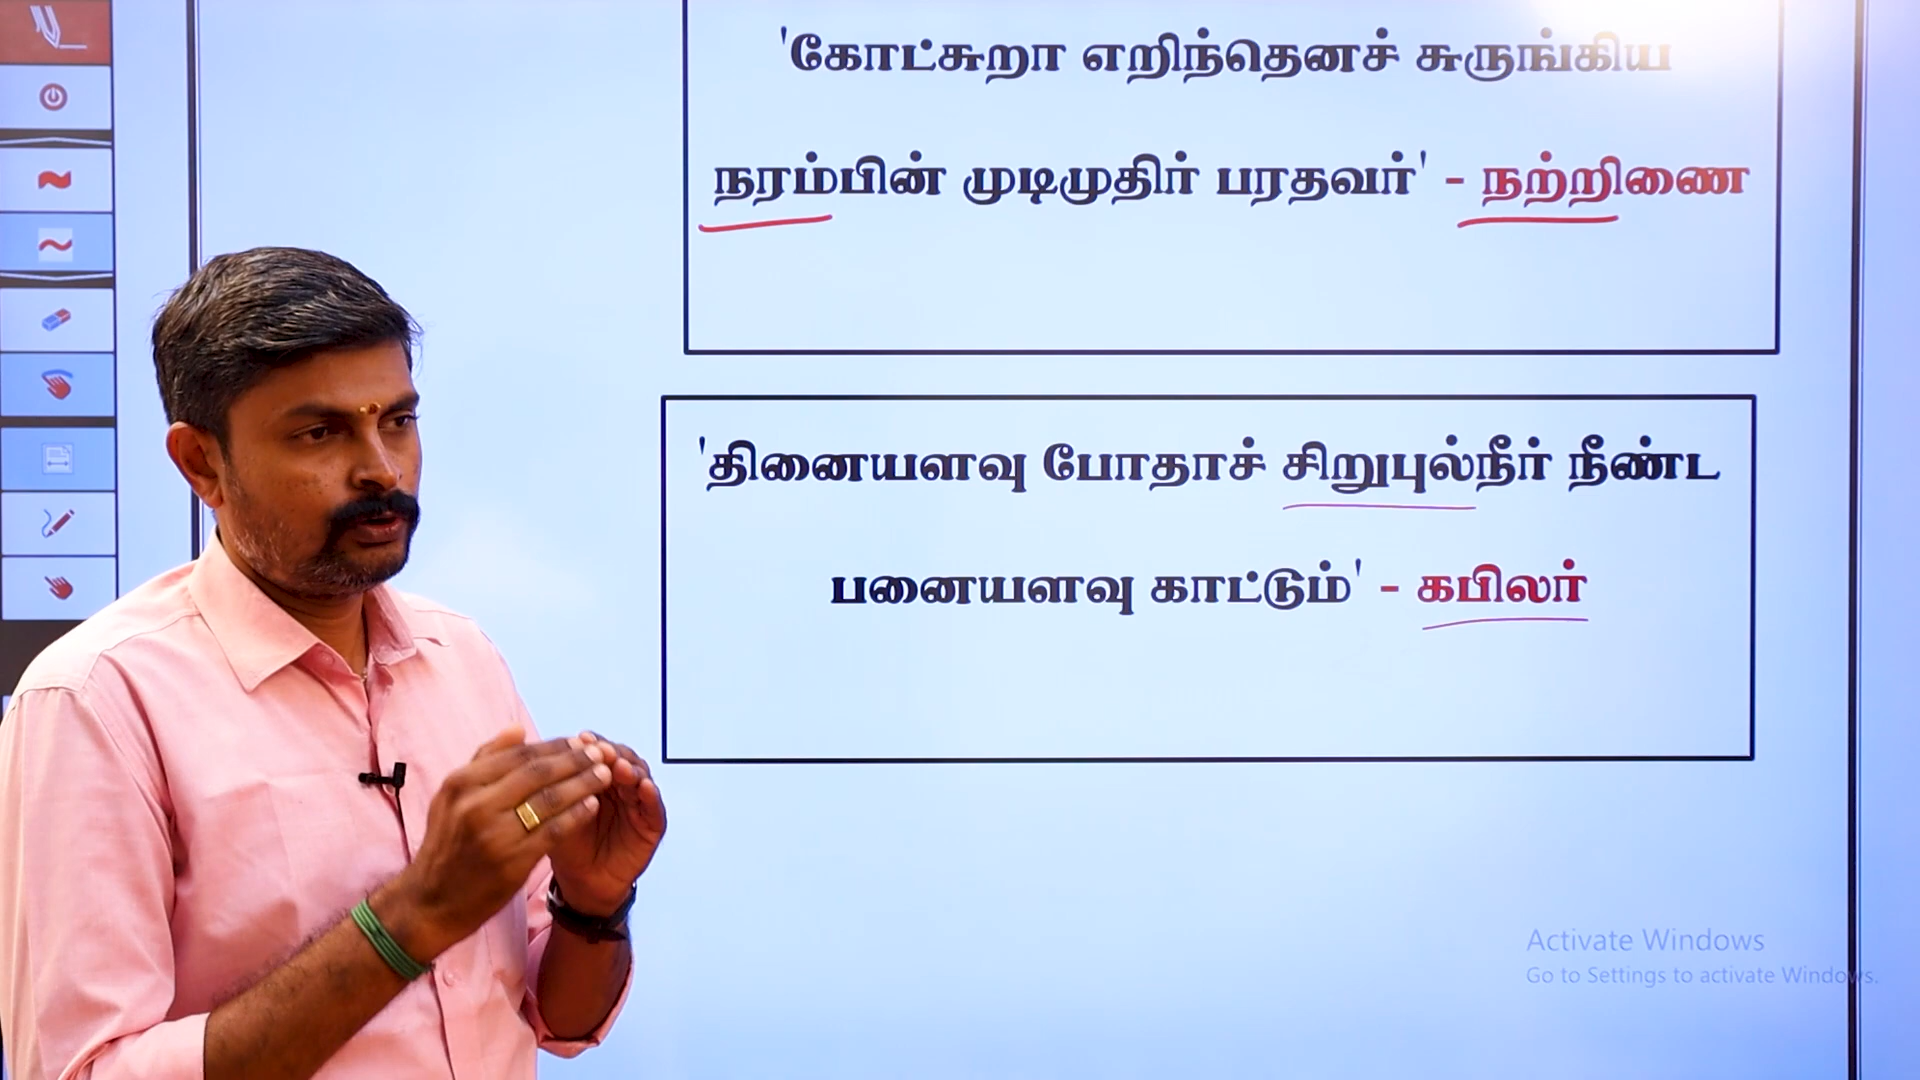 'கோட்சுறா எறிந்தெனச் சுருங்கிய
நரம்பின் முடிமுதிர் பரதவர்' - நற்றிணை
'தினையளவு போதாச் சிறுபுல்நீர் நீண்ட
பனையளவு காட்டும்' - கபிலர்
Activate Windows
Go to Settings to activate Windows.